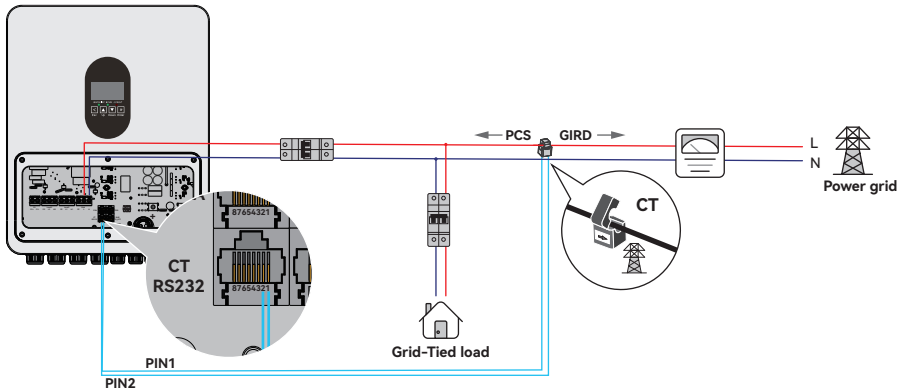 PCS GIRD
L
N
Power grid
CT
87654321
CT
RS232
87654321
Grid-Tied load
PIN1
PIN2